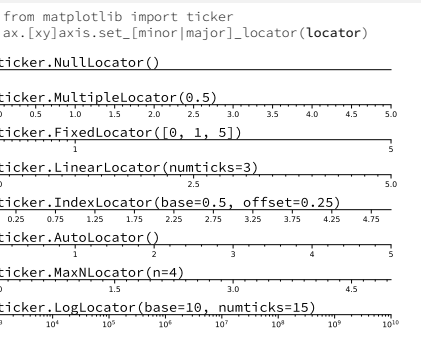 from matplotlib import ticker
ax.[xy]axis.set_[minor|major]_locator(locator)
ticker.NullLocator()
ticker.MultipleLocator(0.5)
0.5 1.0 1.5 2.0 2.5 3.0 3.5 4.0 4.5 5.0
ticker.FixedLocator([0, 1, 5])
1 5
ticker.LinearLocator(numticks=3)
2.5 5.0
ticker.IndexLocator(base=0.5, offset=0.25)
0.25 0.75 1.25 1.75 2.25 2.75 3.25 3.75 4.25 4.75
ticker.AutoLocator()
1 2 3 4 5
ticker.MaxNLocator(n=4)
1.5 3.0 4.5
ticker.LogLocator(base=10, numticks=15)
10⁴ 10⁵ 10⁶ 10⁷ 10⁸ 10⁹ 10¹⁰